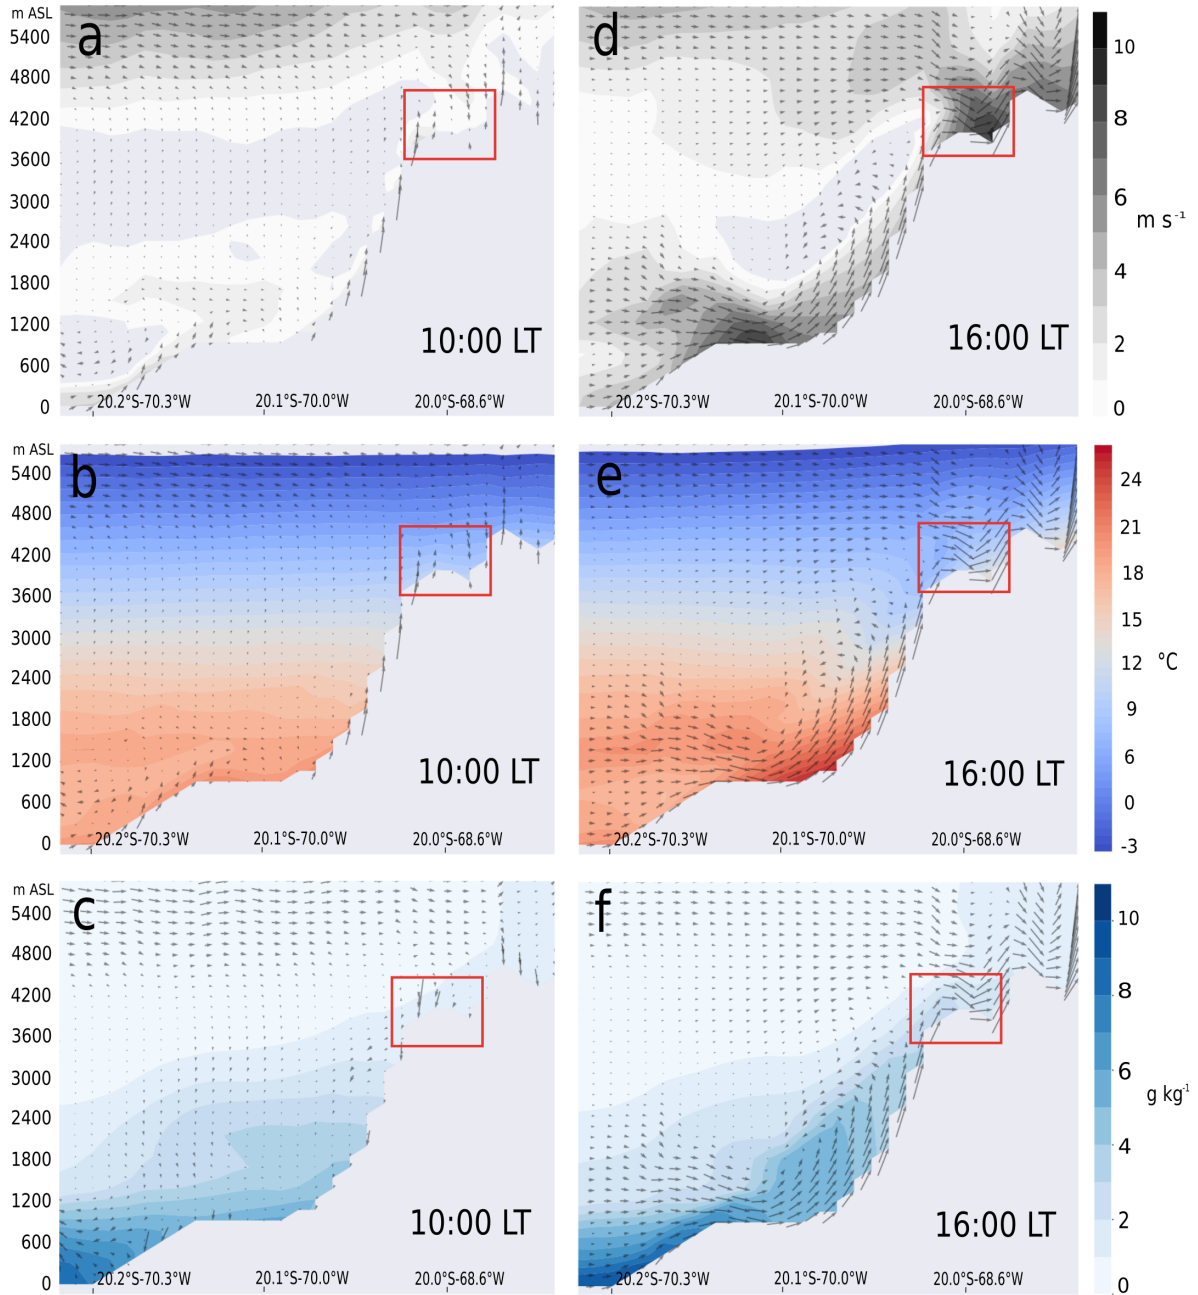 m ASL
5400
4800
4200
3600
3000
2400
1800
1200
600
0
a
10:00 LT
20.2°S-70.3°W
20.1°S-70.0°W
20.0°S-68.6°W
d
16:00 LT
20.2°S-70.3°W
20.1°S-70.0°W
20.0°S-68.6°W
10
8
6
4
2
0
m s⁻¹
m ASL
5400
4800
4200
3600
3000
2400
1800
1200
600
0
b
10:00 LT
20.2°S-70.3°W
20.1°S-70.0°W
20.0°S-68.6°W
e
16:00 LT
20.2°S-70.3°W
20.1°S-70.0°W
20.0°S-68.6°W
24
21
18
15
12
9
6
0
-3
°C
m ASL
5400
4800
4200
3600
3000
2400
1800
1200
600
0
c
10:00 LT
20.2°S-70.3°W
20.1°S-70.0°W
20.0°S-68.6°W
f
16:00 LT
20.2°S-70.3°W
20.1°S-70.0°W
20.0°S-68.6°W
10
8
6
4
2
0
g kg⁻¹